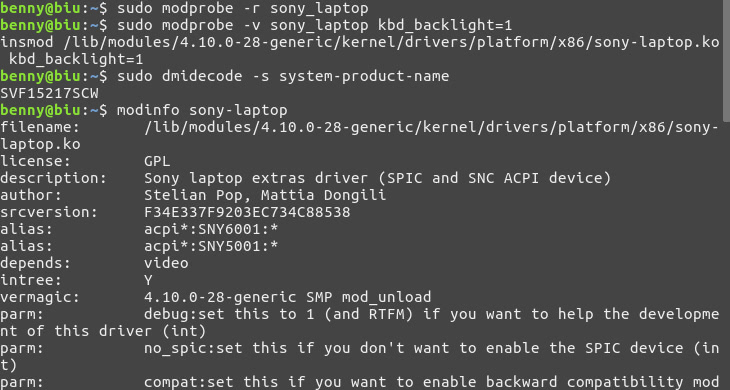 benny@biu:~$ sudo modprobe -r sony_laptop
benny@biu:~$ sudo modprobe -v sony_laptop kbd_backlight=1
insmod /lib/modules/4.10.0-28-generic/kernel/drivers/platform/x86/sony-laptop.ko
 kbd_backlight=1
benny@biu:~$ sudo dmidecode -s system-product-name
SVF15217SCW
benny@biu:~$ modinfo sony-laptop
filename:       /lib/modules/4.10.0-28-generic/kernel/drivers/platform/x86/sony-
laptop.ko
license:        GPL
description:    Sony laptop extras driver (SPIC and SNC ACPI device)
author:         Stelian Pop, Mattia Dongili
srcversion:     F34E337F9203EC734C88538
alias:          acpi*:SNY6001:*
alias:          acpi*:SNY5001:*
depends:        video
intree:         Y
vermagic:       4.10.0-28-generic SMP mod_unload
parm:           debug:set this to 1 (and RTFM) if you want to help the developme
nt of this driver (int)
parm:           no_spic:set this if you don't want to enable the SPIC device (in
t)
parm:           compat:set this if you want to enable backward compatibility mod